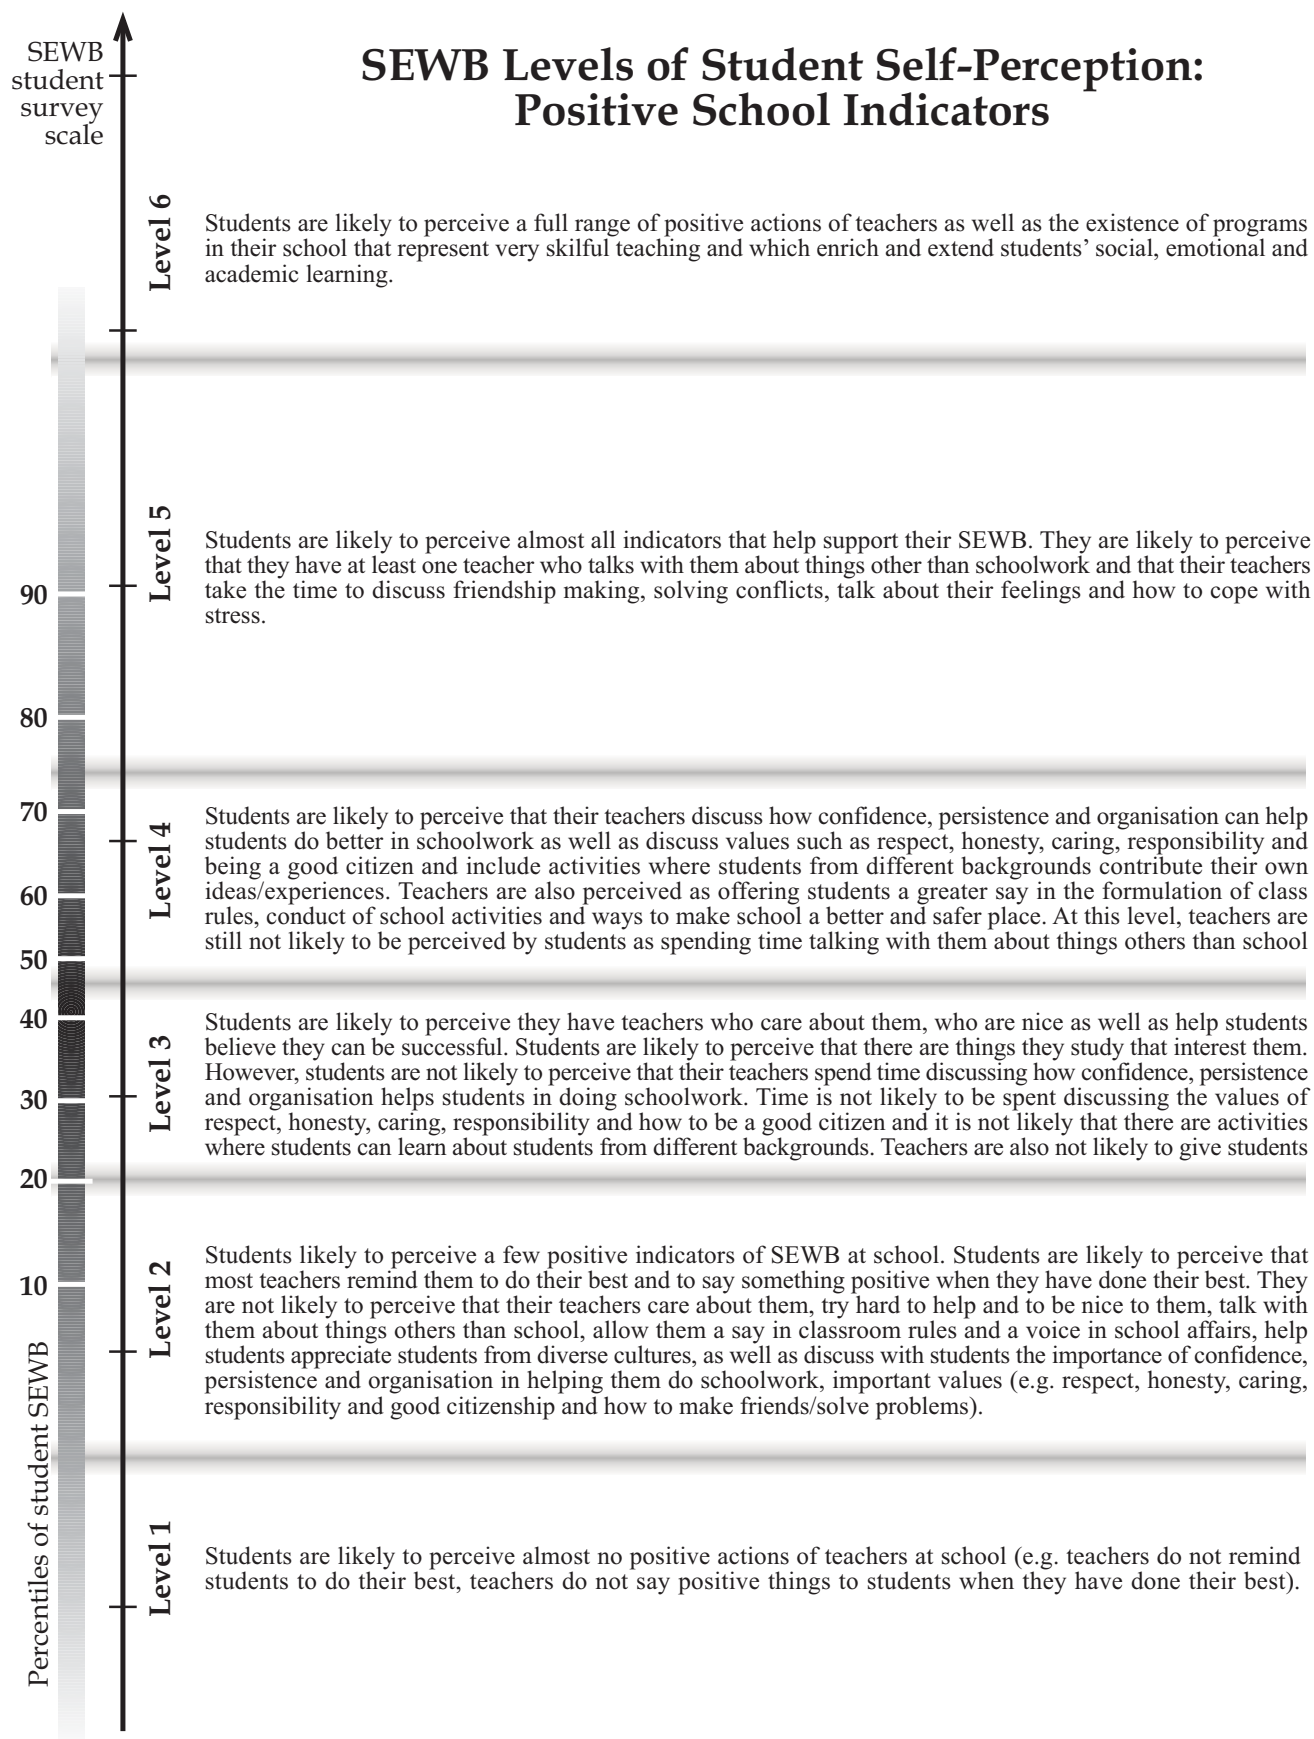 SEWB
student
survey
scale
SEWB Levels of Student Self-Perception:
Positive School Indicators
Level 6
Students are likely to perceive a full range of positive actions of teachers as well as the existence of programs
in their school that represent very skilful teaching and which enrich and extend students' social, emotional and
academic learning.
Level 5
Students are likely to perceive almost all indicators that help support their SEWB. They are likely to perceive
that they have at least one teacher who talks with them about things other than schoolwork and that their teachers
take the time to discuss friendship making, solving conflicts, talk about their feelings and how to cope with
stress.
90
80
70
Level 4
Students are likely to perceive that their teachers discuss how confidence, persistence and organisation can help
students do better in schoolwork as well as discuss values such as respect, honesty, caring, responsibility and
being a good citizen and include activities where students from different backgrounds contribute their own
ideas/experiences. Teachers are also perceived as offering students a greater say in the formulation of class
rules, conduct of school activities and ways to make school a better and safer place. At this level, teachers are
still not likely to be perceived by students as spending time talking with them about things others than school
60
50
40
Level 3
Students are likely to perceive they have teachers who care about them, who are nice as well as help students
believe they can be successful. Students are likely to perceive that there are things they study that interest them.
However, students are not likely to perceive that their teachers spend time discussing how confidence, persistence
and organisation helps students in doing schoolwork. Time is not likely to be spent discussing the values of
respect, honesty, caring, responsibility and how to be a good citizen and it is not likely that there are activities
where students can learn about students from different backgrounds. Teachers are also not likely to give students
30
20
10
Level 2
Students likely to perceive a few positive indicators of SEWB at school. Students are likely to perceive that
most teachers remind them to do their best and to say something positive when they have done their best. They
are not likely to perceive that their teachers care about them, try hard to help and to be nice to them, talk with
them about things others than school, allow them a say in classroom rules and a voice in school affairs, help
students appreciate students from diverse cultures, as well as discuss with students the importance of confidence,
persistence and organisation in helping them do schoolwork, important values (e.g. respect, honesty, caring,
responsibility and good citizenship and how to make friends/solve problems).
Percentiles of student SEWB
Level 1
Students are likely to perceive almost no positive actions of teachers at school (e.g. teachers do not remind
students to do their best, teachers do not say positive things to students when they have done their best).